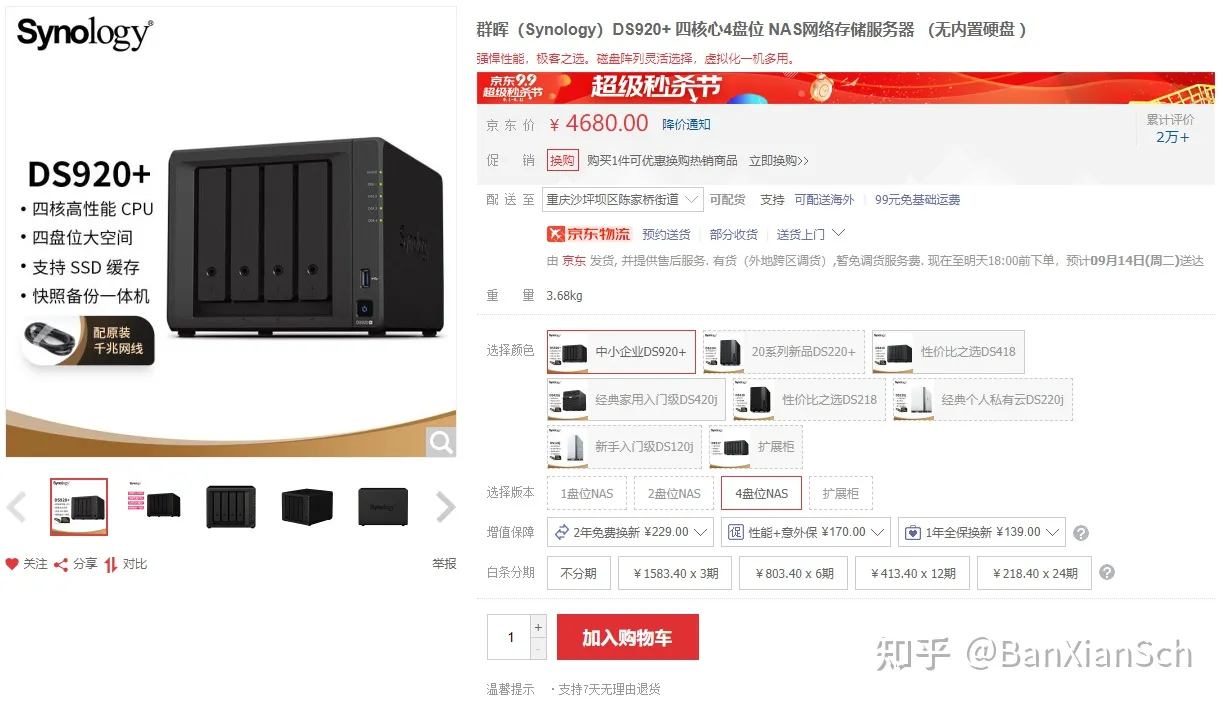 Synology®
DS920+
• 四核高性能 CPU
• 四盘位大空间
• 支持 SSD 缓存
• 快照备份一体机
配原装
千兆网线
关注 分享 对比 举报
群晖（Synology）DS920+ 四核心4盘位 NAS网络存储服务器 （无内置硬盘 ）
强悍性能，极客之选。磁盘阵列灵活选择，虚拟化一机多用。
京东9.9
超级秒杀节
超级秒杀节
京东价 ￥4680.00 降价通知
累计评价
2万+
促销 换购 购买1件可优惠换购热销商品 立即换购>>
配送至 重庆沙坪坝区陈家桥街道 可配货 支持 可配送海外 99元免基础运费
京东物流 预约送货 部分收货 送货上门
由 京东 发货, 并提供售后服务. 有货（外地跨区调货）,暂免调货服务费. 现在至明天18:00前下单，预计09月14日(周二)送达
重量 3.68kg
选择颜色 中小企业DS920+ 20系列新品DS220+ 性价比之选DS418
经典家用入门级DS420j 性价比之选DS218 经典个人私有云DS220j
新手入门级DS120j 扩展柜
选择版本 1盘位NAS 2盘位NAS 4盘位NAS 扩展柜
增值保障 2年免费换新 ¥229.00 促 性能+意外保 ¥170.00 1年全保换新 ¥139.00 ?
白条分期 不分期 ￥1583.40 x 3期 ￥803.40 x 6期 ￥413.40 x 12期 ￥218.40 x 24期 ?
1 + - 加入购物车
温馨提示 ·支持7天无理由退货
知乎 @BanXianSch